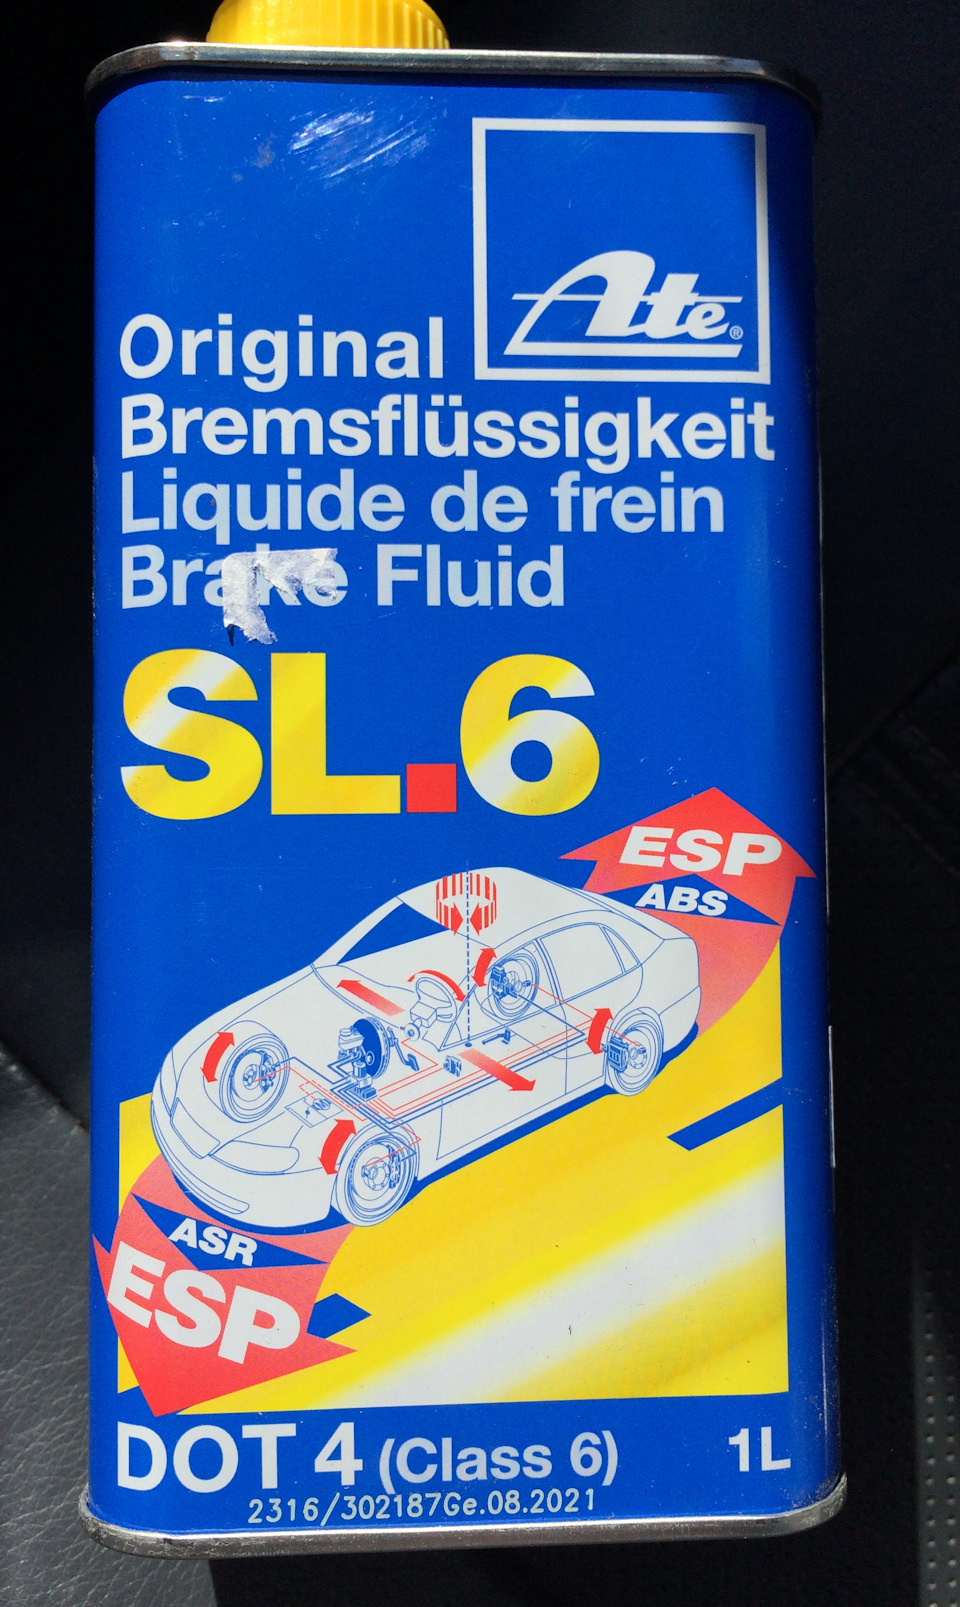 Ate®
Original
Bremsflüssigkeit
Liquide de frein
Brake Fluid
SL.6
ESP
ABS
ASR
ESP
DOT 4 (Class 6) 1L
2316/302187Ge.08.2021